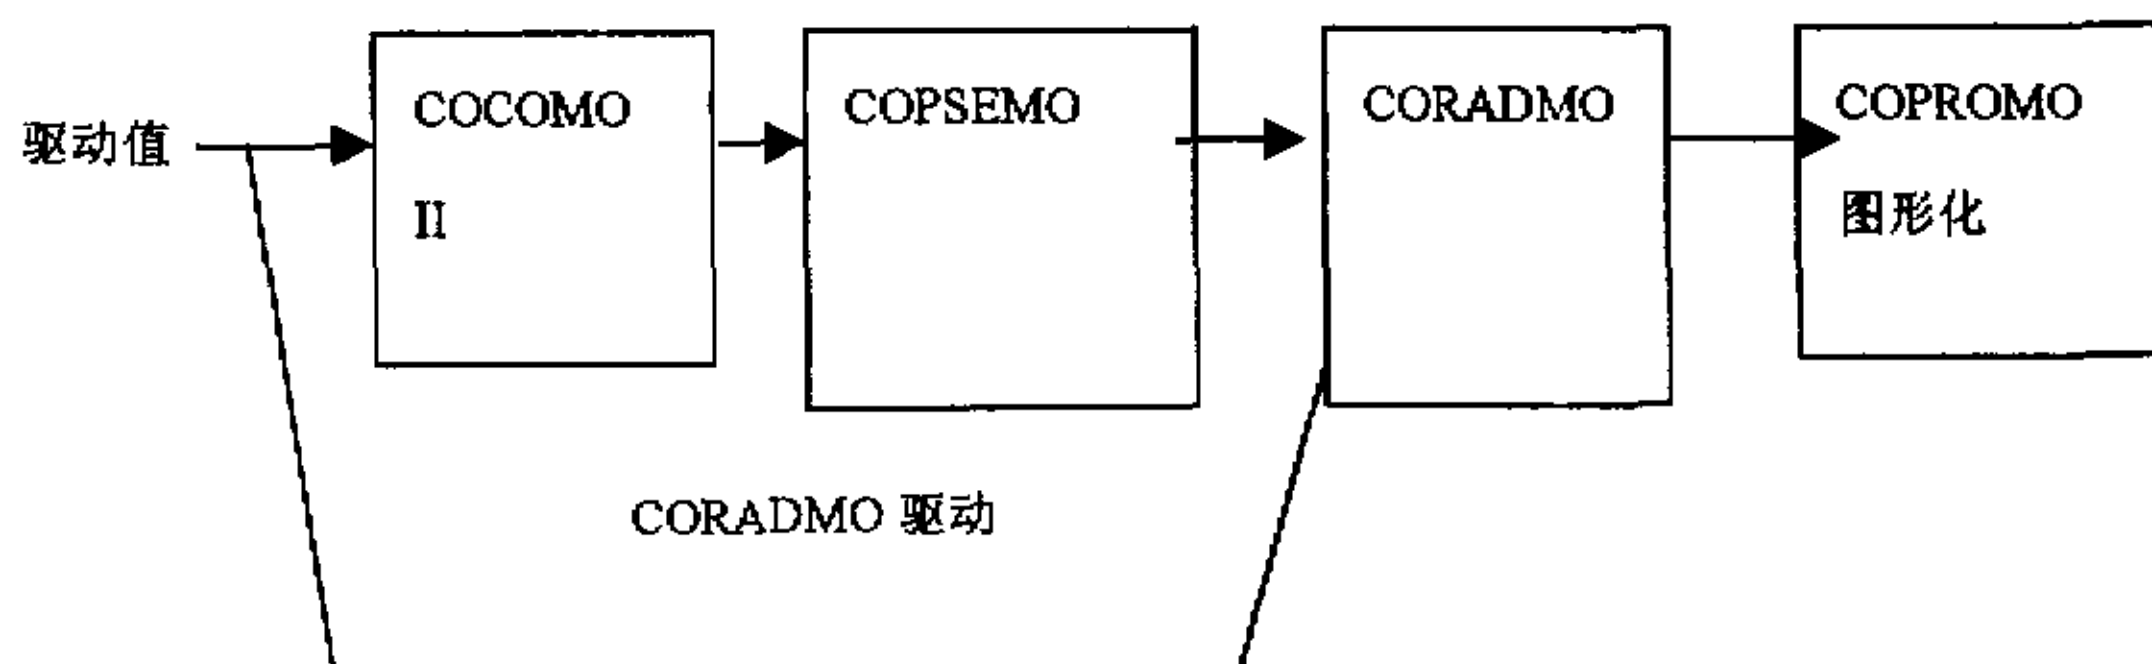 驱动值
COCOMO
II
COPSEMO
CORADMO
COPROMO
图形化
CORADMO 驱动